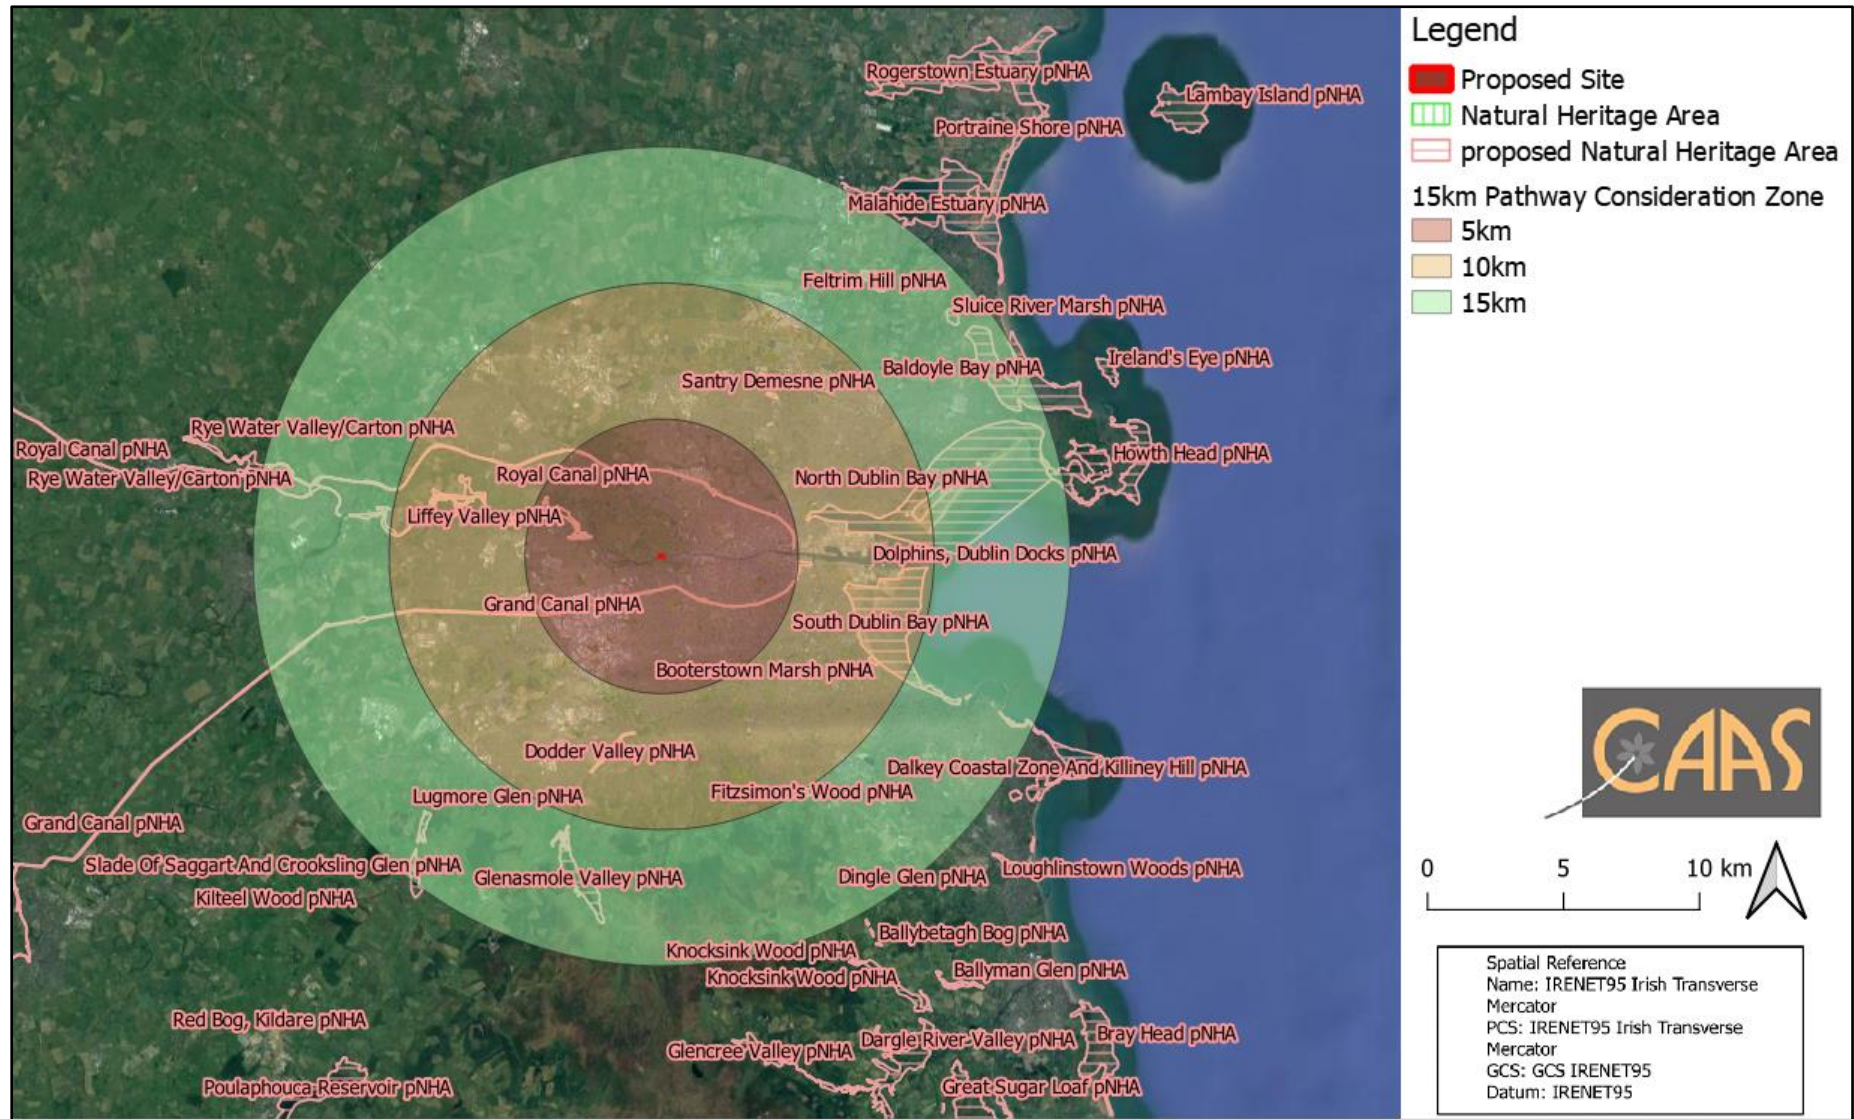 Rogerstown Estuary pNHA
Lambay Island pNHA
Portraine Shore pNHA
Malahide Estuary pNHA
Feltrim Hill pNHA
Sluice River Marsh pNHA
Ireland's Eye pNHA
Baldoyle Bay pNHA
Santry Demesne pNHA
Rye Water Valley/Carton pNHA
Royal Canal pNHA
Howth Head pNHA
Rye Water Valley/Carton pNHA
Royal Canal pNHA
North Dublin Bay pNHA
Liffey Valley pNHA
Dolphins, Dublin Docks pNHA
Grand Canal pNHA
South Dublin Bay pNHA
Booterstown Marsh pNHA
Dodder Valley pNHA
Dalkey Coastal Zone And Killiney Hill pNHA
Lugmore Glen pNHA
Fitzsimon's Wood pNHA
Grand Canal pNHA
Slade Of Saggart And Crooksling Glen pNHA
Loughlinstown Woods pNHA
Glenasmole Valley pNHA
Dingle Glen pNHA
Kilteel Wood pNHA
Ballybetagh Bog pNHA
Knocksink Wood pNHA
Ballyman Glen pNHA
Knocksink Wood pNHA
Red Bog, Kildare pNHA
Bray Head pNHA
Dargle River Valley pNHA
Glencree Valley pNHA
Poulaphouca Reservoir pNHA
Great Sugar Loaf pNHA
Legend
Proposed Site
Natural Heritage Area
proposed Natural Heritage Area
15km Pathway Consideration Zone
5km
10km
15km
CAAS
0 5 10 km
Spatial Reference
Name: IRENET95 Irish Transverse
Mercator
PCS: IRENET95 Irish Transverse
Mercator
GCS: GCS IRENET95
Datum: IRENET95